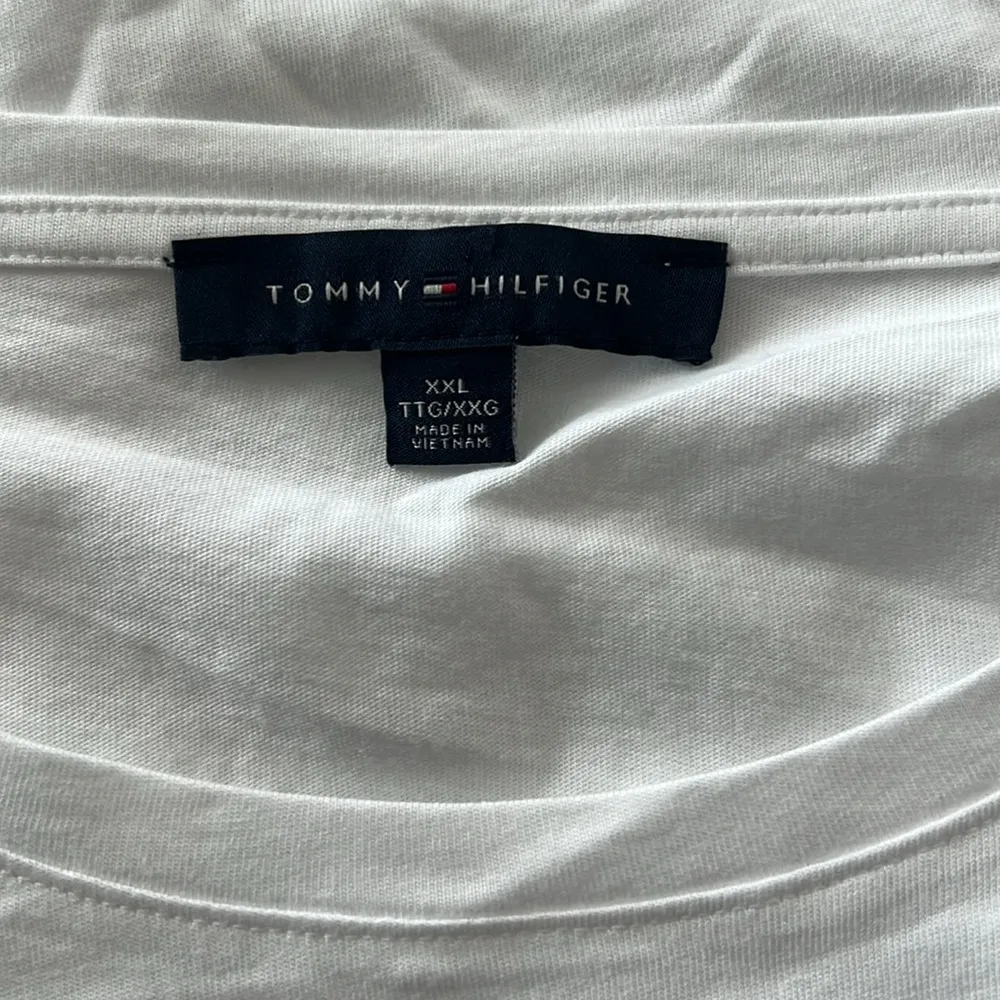 TOMMY HILFIGER
XXL
TTG/XXG
MADE IN
VIETNAM